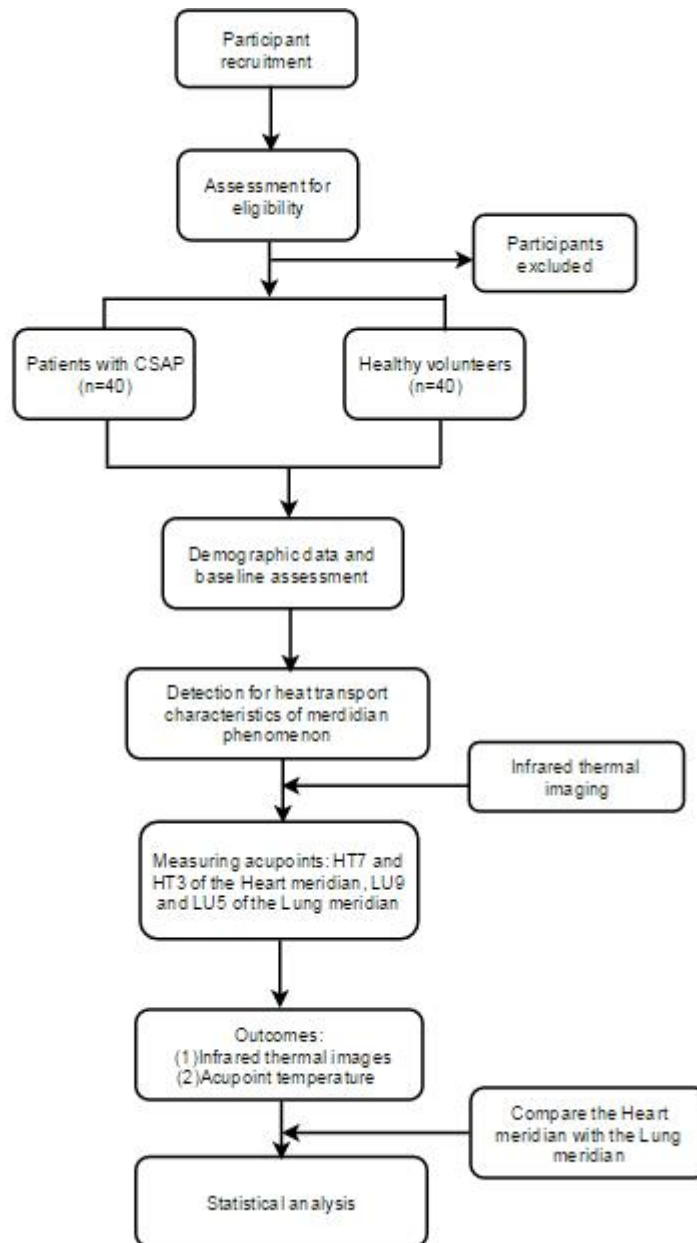 Participant
recruitment
Assessment for
eligibility
Participants
excluded
Patients with CSAP
(n=40)
Healthy volunteers
(n=40)
Demographic data and
baseline assessment
Detection for heat transport
characteristics of merdidian
phenomenon
Infrared thermal
imaging
Measuring acupoints: HT7 and
HT3 of the Heart meridian, LU9
and LU5 of the Lung meridian
Outcomes:
(1)Infrared thermal images
(2)Acupoint temperature
Compare the Heart
meridian with the Lung
meridian
Statistical analysis